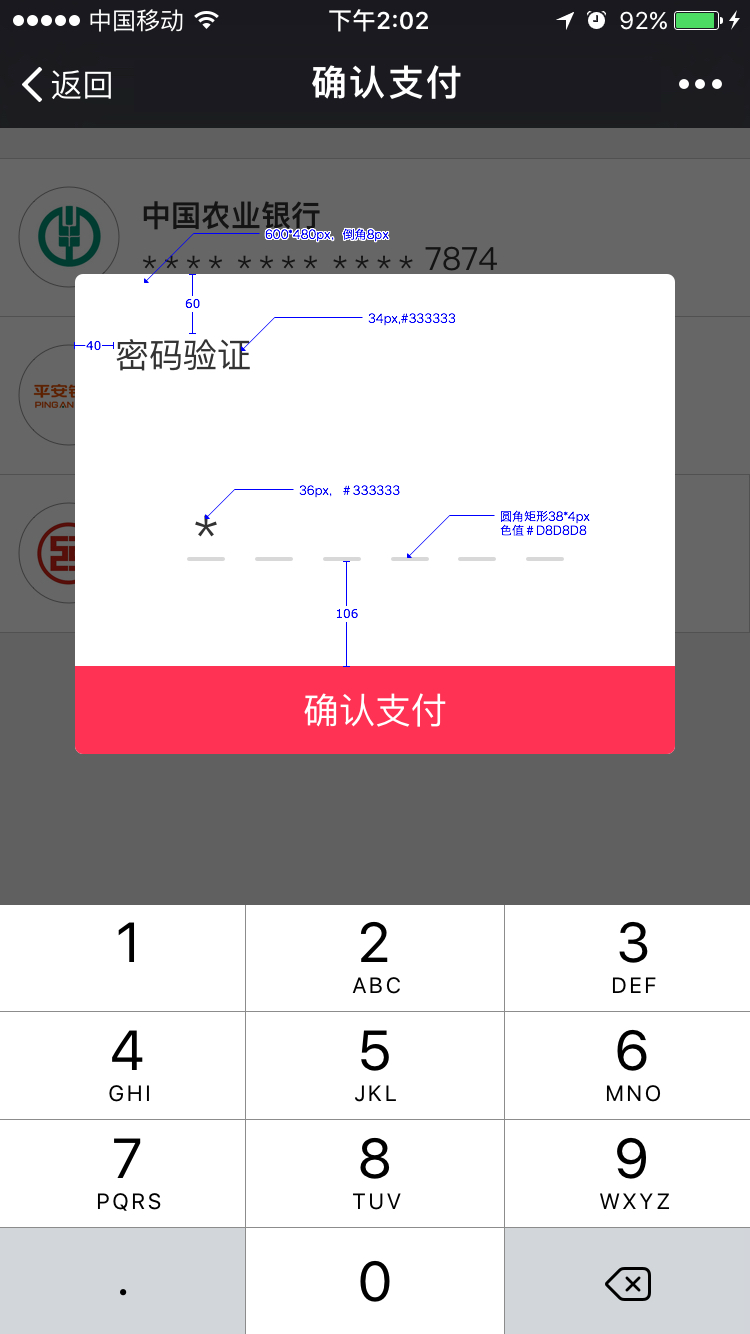 中国移动 下午2:02 92%
返回 确认支付
中国农业银行
600*480px，倒角8px
**** **** **** 7874
60
34px,#333333
40
密码验证
平安银
PINGAN
36px，＃333333
*
圆角矩形38*4px
色值＃D8D8D8
106
确认支付
1 2 3
ABC DEF
4 5 6
GHI JKL MNO
7 8 9
PQRS TUV WXYZ
. 0